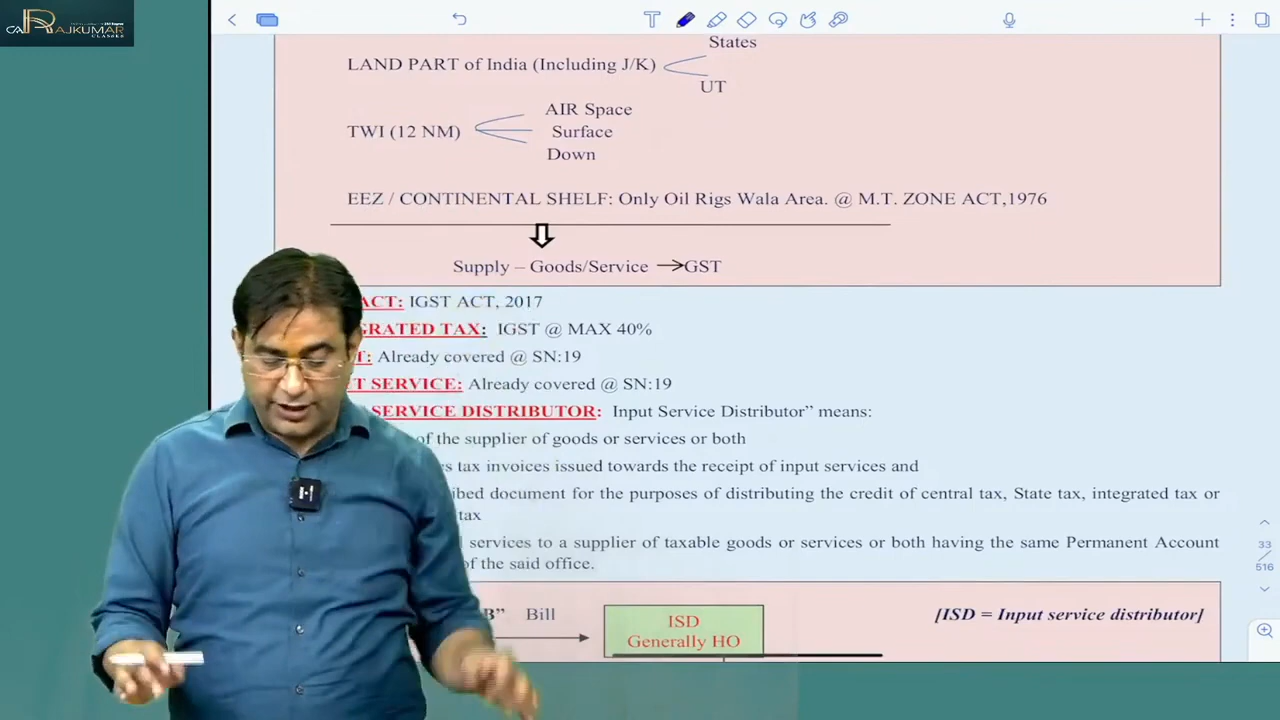 CA RAJKUMAR
CLASSES
States
LAND PART of India (Including J/K)
UT
AIR Space
TWI (12 NM)
Surface
Down
EEZ / CONTINENTAL SHELF: Only Oil Rigs Wala Area. @ M.T. ZONE ACT,1976
Supply – Goods/Service GST
ACT: IGST ACT, 2017
GRATED TAX: IGST @ MAX 40%
T: Already covered @ SN:19
T SERVICE: Already covered @ SN:19
SERVICE DISTRIBUTOR: Input Service Distributor” means:
of the supplier of goods or services or both
s tax invoices issued towards the receipt of input services and
ribed document for the purposes of distributing the credit of central tax, State tax, integrated tax or
tax
services to a supplier of taxable goods or services or both having the same Permanent Account
of the said office.
B” Bill
ISD
Generally HO
[ISD = Input service distributor]
33
516